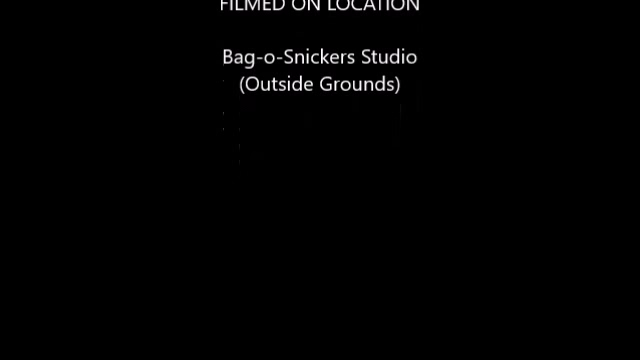 FILMED ON LOCATION
Bag-o-Snickers Studio
(Outside Grounds)